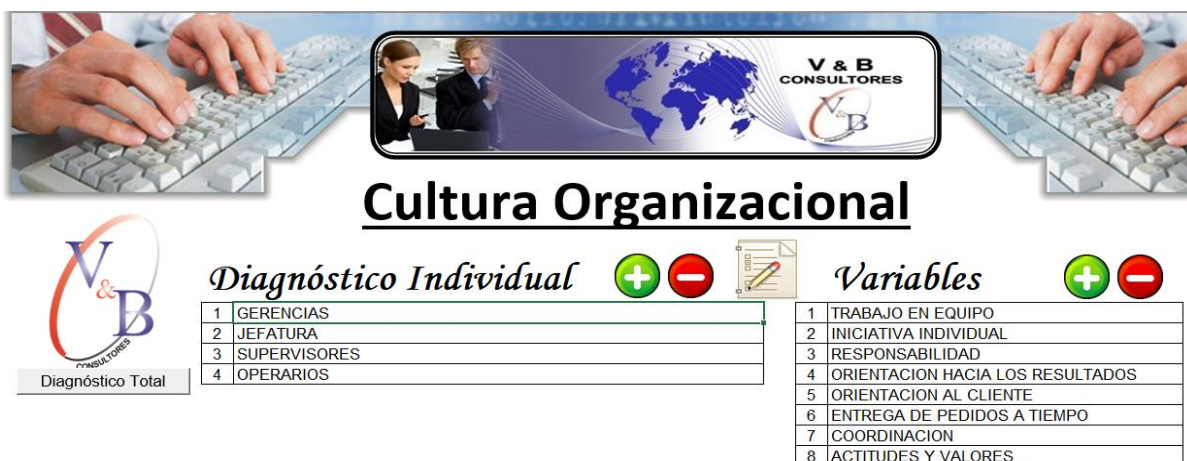 V & B
CONSULTORES
V&B
Cultura Organizacional
V&B
CONSULTORES
Diagnóstico Total
Diagnóstico Individual
1 GERENCIAS
2 JEFATURA
3 SUPERVISORES
4 OPERARIOS
Variables
1 TRABAJO EN EQUIPO
2 INICIATIVA INDIVIDUAL
3 RESPONSABILIDAD
4 ORIENTACION HACIA LOS RESULTADOS
5 ORIENTACION AL CLIENTE
6 ENTREGA DE PEDIDOS A TIEMPO
7 COORDINACION
8 ACTITUDES Y VALORES